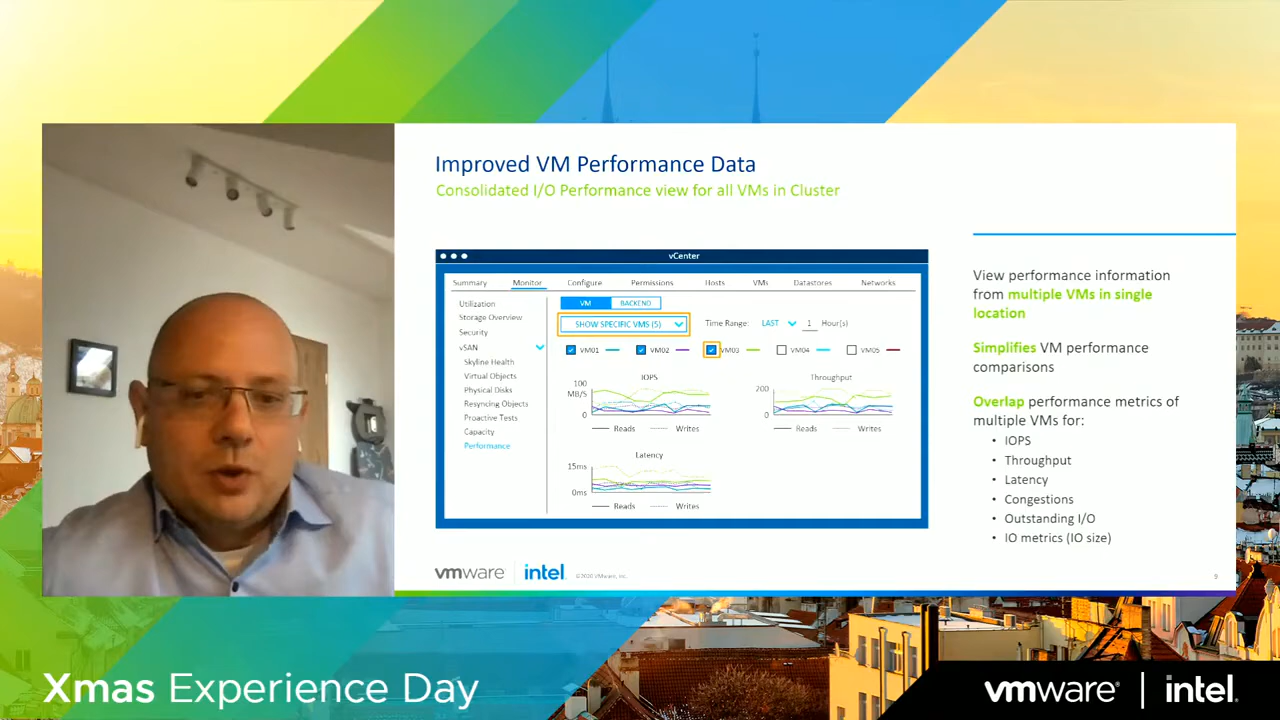 Improved VM Performance Data
Consolidated I/O Performance view for all VMs in Cluster
vCenter
Summary Monitor Configure Permissions Hosts VMs Datastores Networks
Utilization
Storage Overview
Security
vSAN
Skyline Health
Virtual Objects
Physical Disks
Resyncing Objects
Proactive Tests
Capacity
Performance
VM BACKEND
SHOW SPECIFIC VMS (5) Time Range: LAST 1 Hour(s)
VM01 VM02 VM03 VM04 VM05
IOPS
100
MB/S
0
Reads Writes
Throughput
200
0
Reads Writes
Latency
15ms
0ms
Reads Writes
View performance information
from multiple VMs in single
location
Simplifies VM performance
comparisons
Overlap performance metrics of
multiple VMs for:
• IOPS
• Throughput
• Latency
• Congestions
• Outstanding I/O
• IO metrics (IO size)
vmware intel ©2020 VMware, Inc. 9
Xmas Experience Day
vmware® intel.